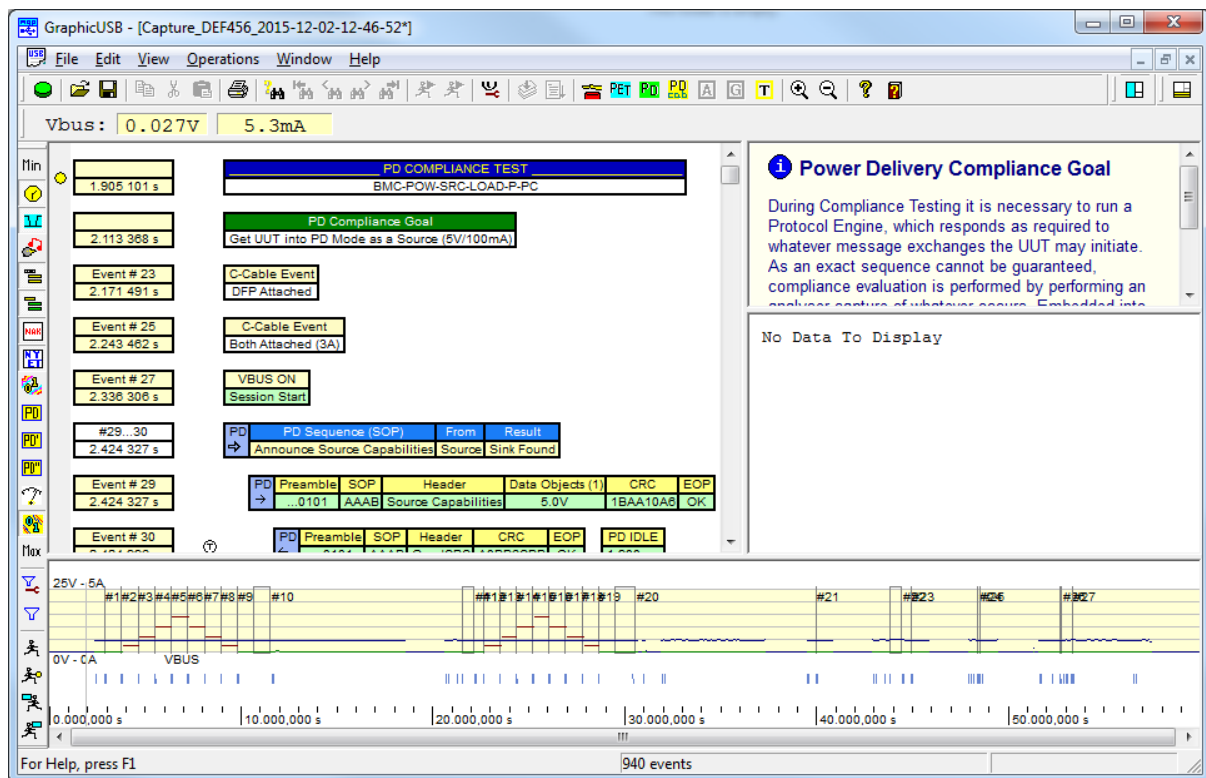 GraphicUSB - [Capture_DEF456_2015-12-02-12-46-52*]
File Edit View Operations Window Help
PET PD A G T
Vbus: 0.027V 5.3mA
Min
NAK
PD
PD'
PD"
Max
PD COMPLIANCE TEST
1.905 101 s BMC-POW-SRC-LOAD-P-PC
PD Compliance Goal
2.113 368 s Get UUT into PD Mode as a Source (5V/100mA)
Event # 23 C-Cable Event
2.171 491 s DFP Attached
Event # 25 C-Cable Event
2.243 462 s Both Attached (3A)
Event # 27 VBUS ON
2.336 306 s Session Start
#29...30 PD PD Sequence (SOP) From Result
2.424 327 s Announce Source Capabilities Source Sink Found
Event # 29 PD Preamble SOP Header Data Objects (1) CRC EOP
2.424 327 s ...0101 AAAB Source Capabilities 5.0V 1BAA10A6 OK
Event # 30 PD Preamble SOP Header CRC EOP PD IDLE
Power Delivery Compliance Goal
During Compliance Testing it is necessary to run a
Protocol Engine, which responds as required to
whatever message exchanges the UUT may initiate.
As an exact sequence cannot be guaranteed,
compliance evaluation is performed by performing an
No Data To Display
25V - 5A
#1 #2 #3 #4 #5 #6 #7 #8 #9 #10 #19 #20 #21 #27
0V - 0A VBUS
0.000,000 s 10.000,000 s 20.000,000 s 30.000,000 s 40.000,000 s 50.000,000 s
For Help, press F1 940 events